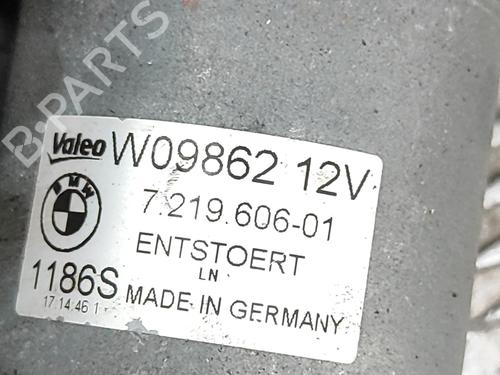 B-PARTS
Valeo W09862 12V
BMW
7.219.606-01
ENTSTOERT
LN
1186S MADE IN GERMANY
17.14.46 1